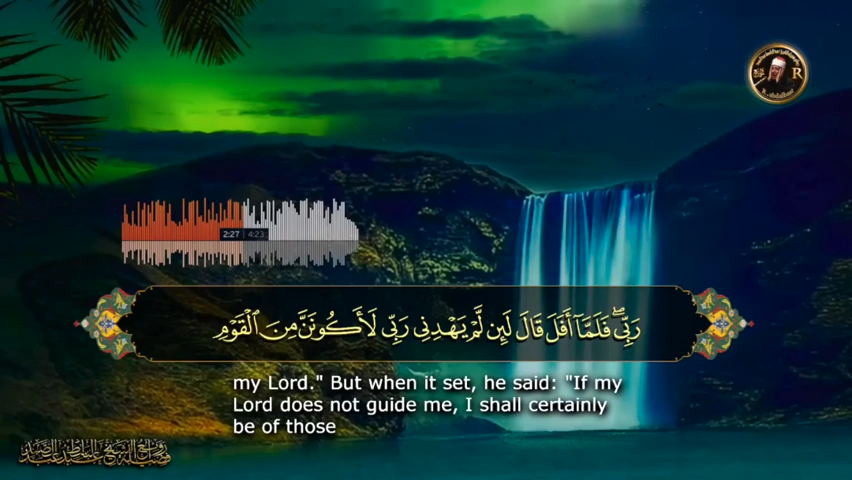 R
2:27 | 4:23
رَبِّى ۖ فَلَمَّآ أَفَلَ قَالَ لَئِن لَّمْ يَهْدِنِى رَبِّى لَأَكُونَنَّ مِنَ ٱلْقَوْمِ
my Lord." But when it set, he said: "If my
Lord does not guide me, I shall certainly
be of those